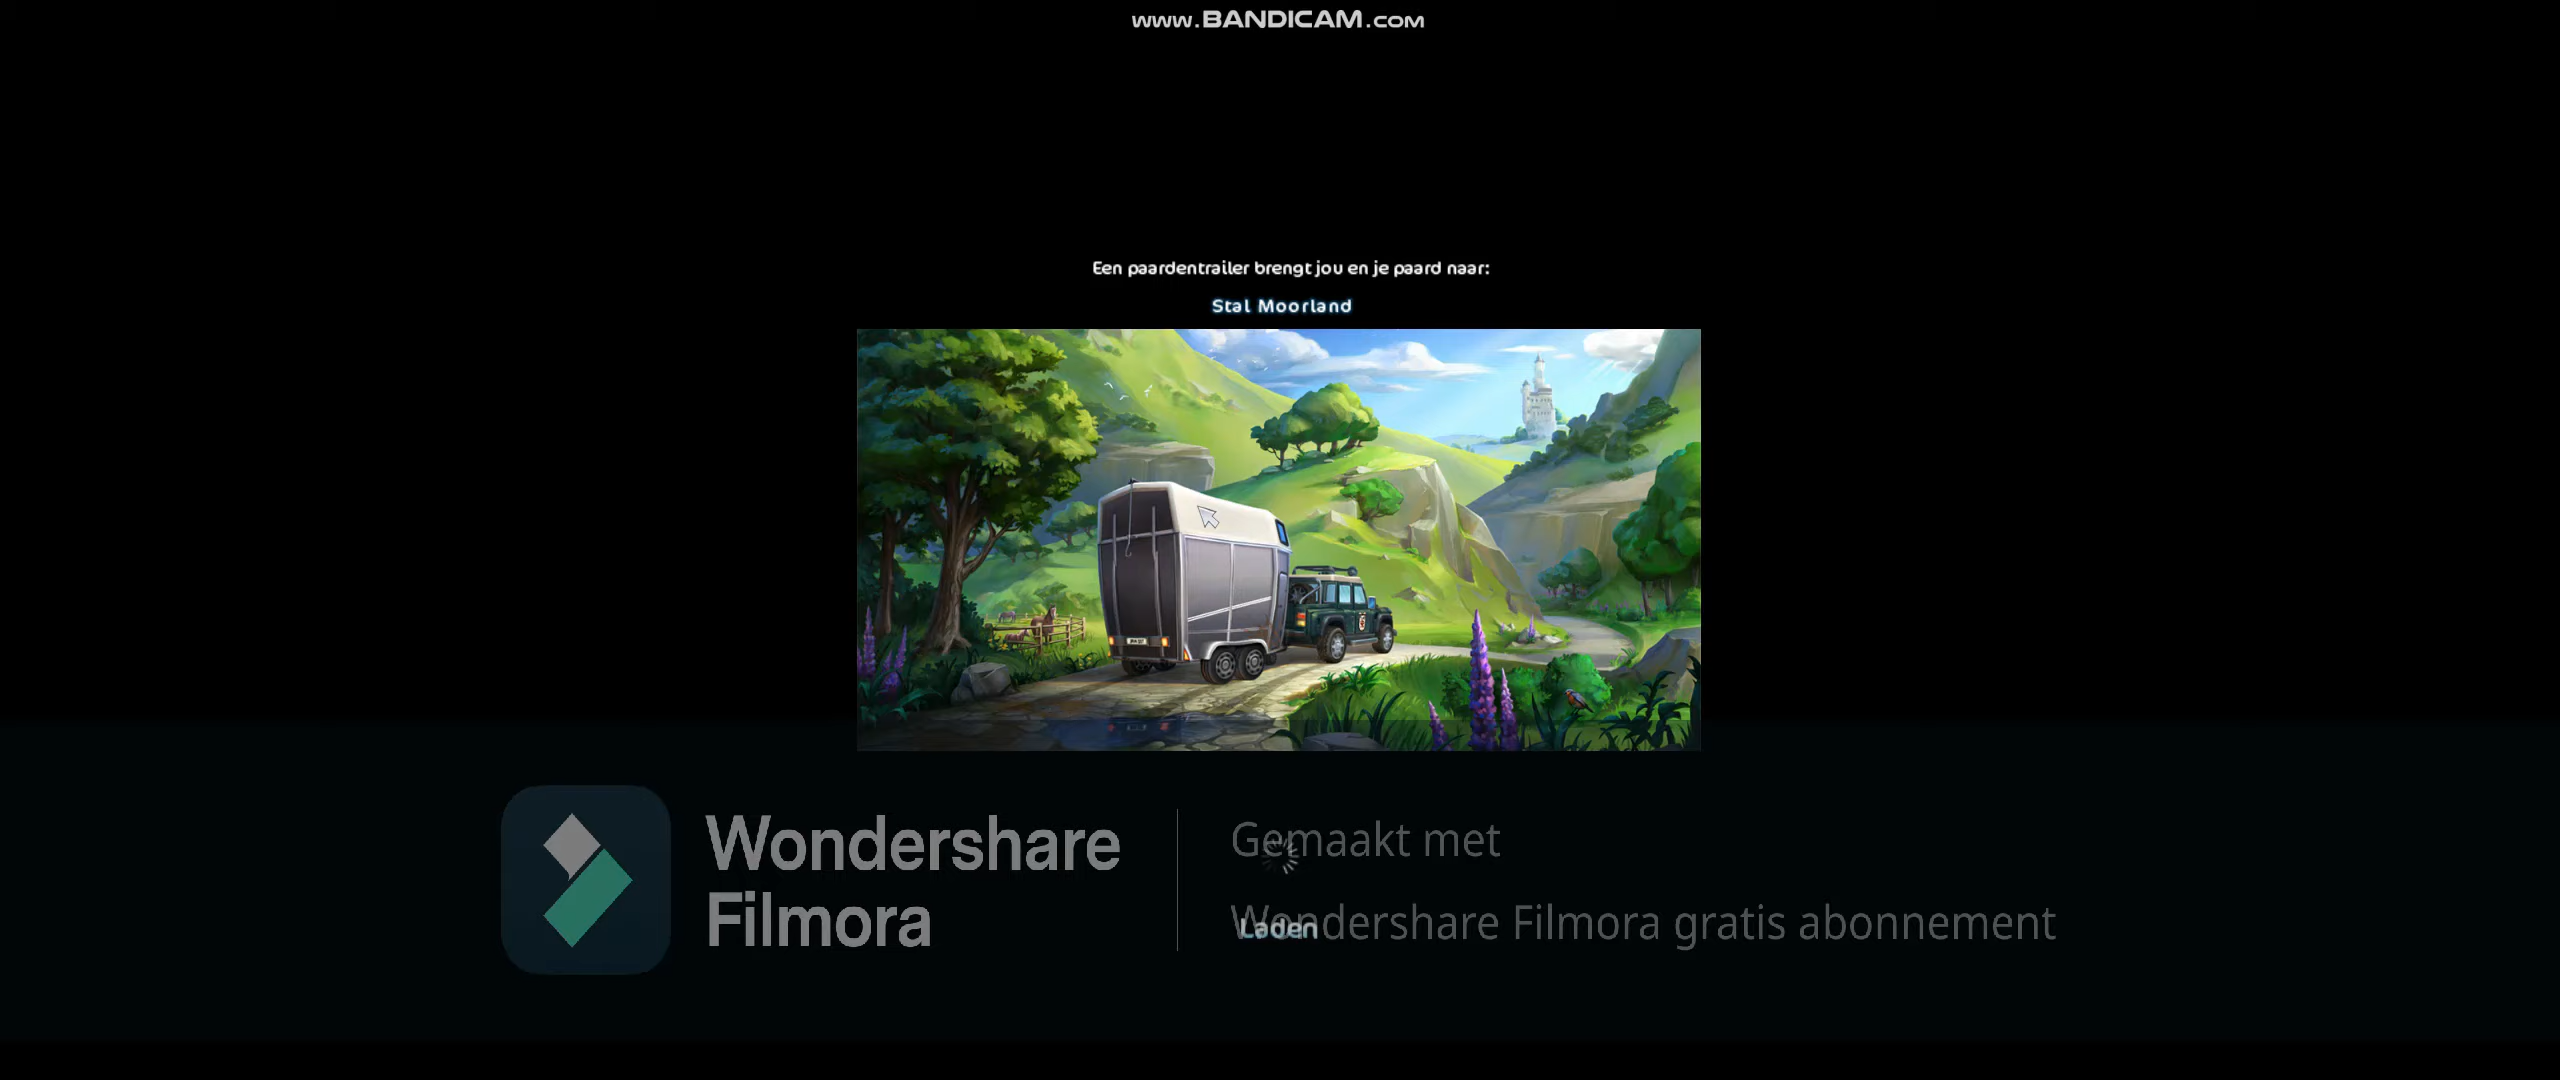 www.BANDICAM.com
Een paardentrailer brengt jou en je paard naar:
Stal Moorland
Wondershare
Filmora
Gemaakt met
Wondershare Filmora gratis abonnement
Laden